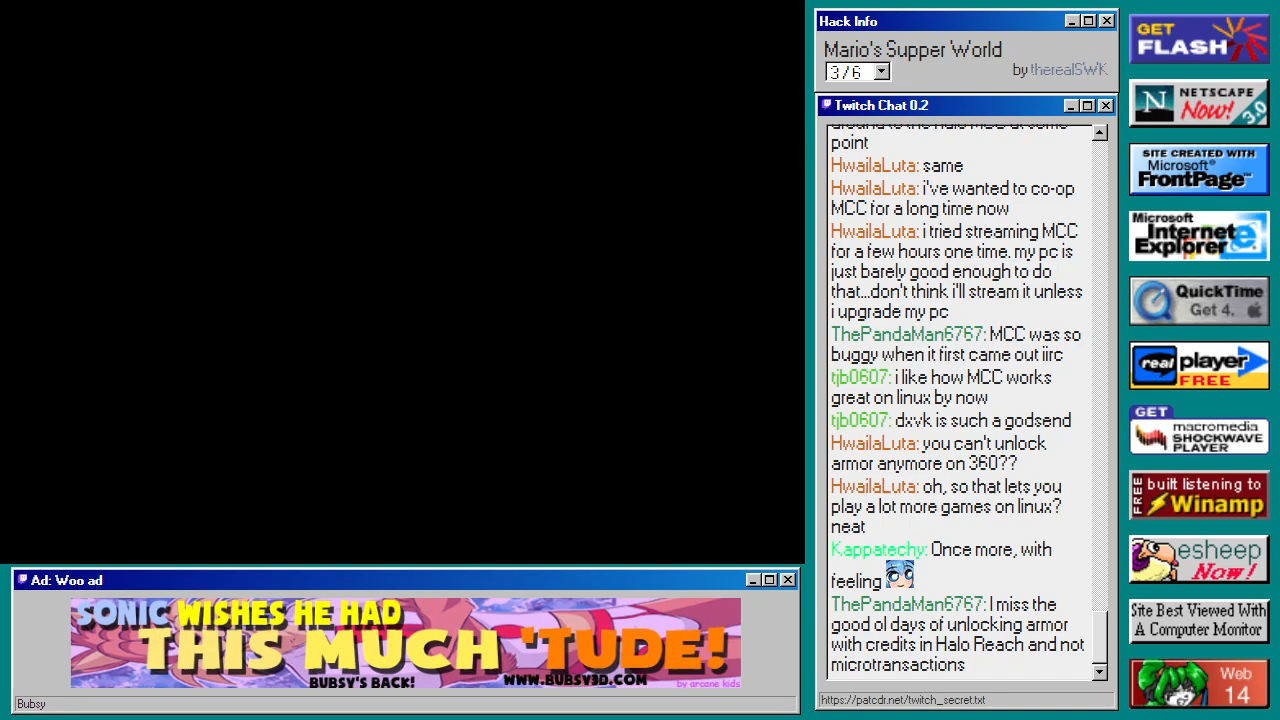 Hack Info
Mario's Supper World
3/6
by therealSWK
Twitch Chat 0.2
point
HwailaLuta: same
HwailaLuta: i've wanted to co-op
MCC for a long time now
HwailaLuta: i tried streaming MCC
for a few hours one time. my pc is
just barely good enough to do
that...don't think i'll stream it unless
i upgrade my pc
ThePandaMan6767: MCC was so
buggy when it first came out iirc
tjb0607: i like how MCC works
great on linux by now
tjb0607: dxvk is such a godsend
HwailaLuta: you can't unlock
armor anymore on 360??
HwailaLuta: oh, so that lets you
play a lot more games on linux?
neat
Kappatechy: Once more, with
feeling
ThePandaMan6767: I miss the
good ol days of unlocking armor
with credits in Halo Reach and not
microtransactions
https://patcdr.net/twitch_secret.txt
Ad: Woo ad
SONIC WISHES HE HAD
THIS MUCH 'TUDE!
BUBSY'S BACK!
WWW.BUBSY3D.COM
by arcane kids
Bubsy
GET
FLASH
N
NETSCAPE
Now!
3.0
SITE CREATED WITH
Microsoft®
FrontPage™
Microsoft
Internet
Explorer
QuickTime
Get 4.
real
player
FREE
GET
macromedia
SHOCKWAVE
PLAYER
FREE
built listening to
Winamp
esheep
Now!
Site Best Viewed With
A Computer Monitor
Web
14